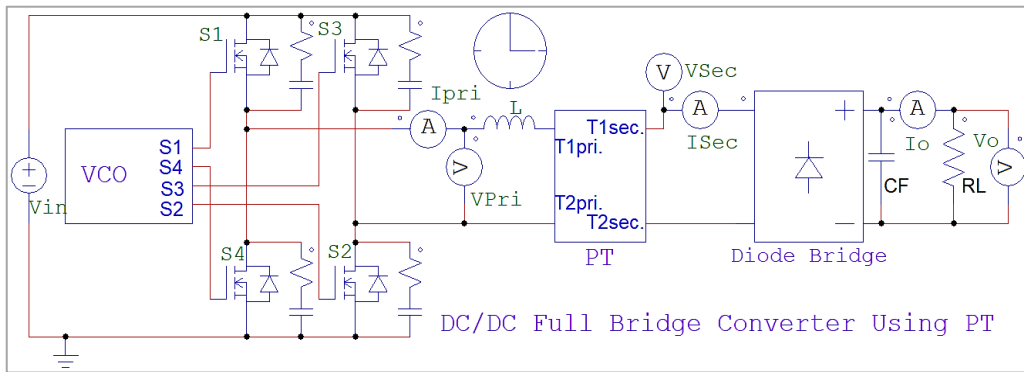 S1
S3
Ipri
L
VSec
V
A
ISec
T1sec.
T1pri.
A
V
VPri
T2pri.
T2sec.
PT
VCO
S1
S4
S3
S2
Vin
+
-
Diode Bridge
A
Io
Vo
V
CF
RL
S4
S2
DC/DC Full Bridge Converter Using PT